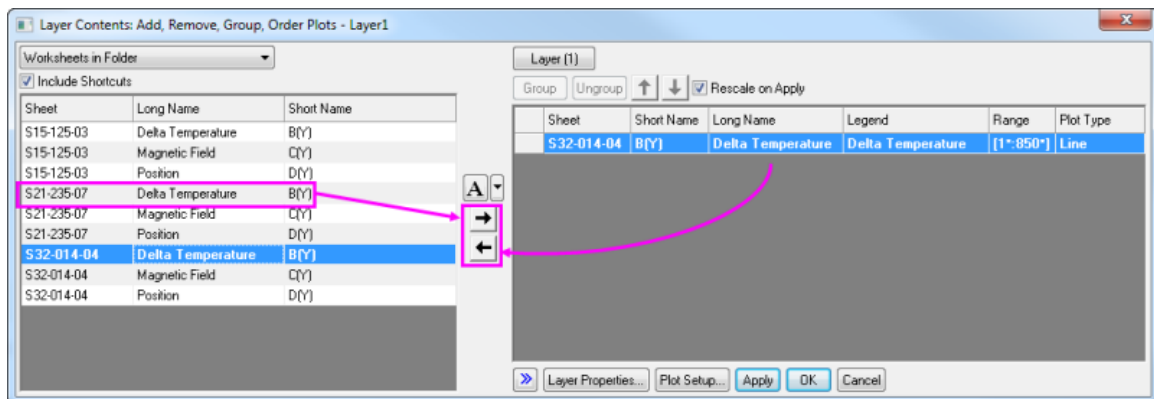 Layer Contents: Add, Remove, Group, Order Plots - Layer1
Worksheets in Folder
Include Shortcuts
Sheet Long Name Short Name
S15-125-03 Delta Temperature B(Y)
S15-125-03 Magnetic Field C(Y)
S15-125-03 Position D(Y)
S21-235-07 Delta Temperature B(Y)
S21-235-07 Magnetic Field C(Y)
S21-235-07 Position D(Y)
S32-014-04 Delta Temperature B(Y)
S32-014-04 Magnetic Field C(Y)
S32-014-04 Position D(Y)
A
Layer (1)
Group Ungroup Rescale on Apply
Sheet Short Name Long Name Legend Range Plot Type
S32-014-04 B(Y) Delta Temperature Delta Temperature [1*:850*] Line
Layer Properties... Plot Setup... Apply OK Cancel